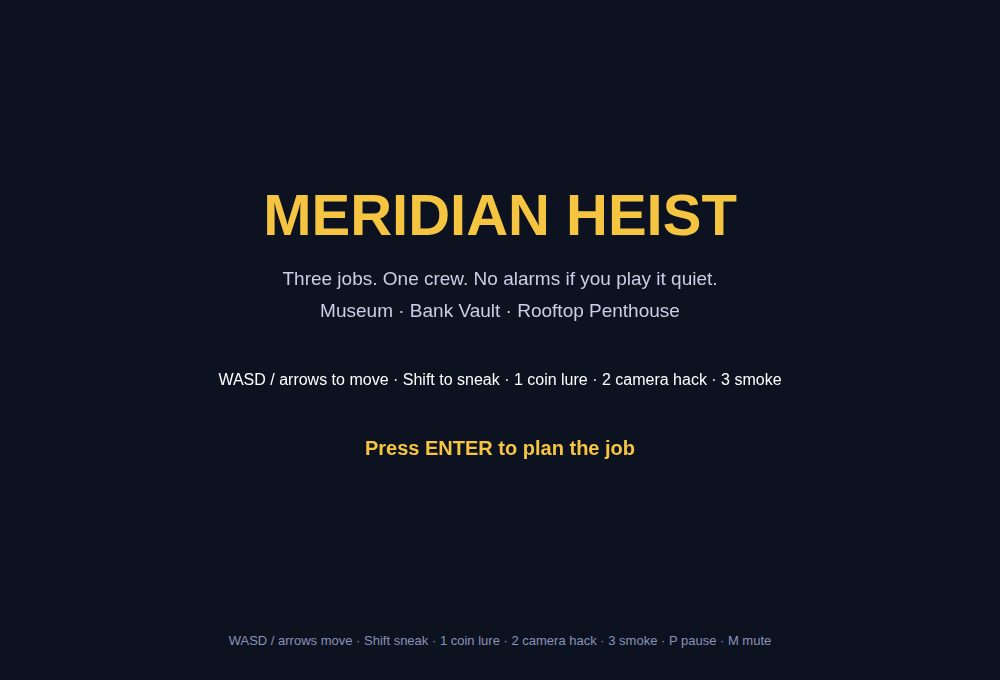 MERIDIAN HEIST
Three jobs. One crew. No alarms if you play it quiet.
Museum · Bank Vault · Rooftop Penthouse
WASD / arrows to move · Shift to sneak · 1 coin lure · 2 camera hack · 3 smoke
Press ENTER to plan the job
WASD / arrows move · Shift sneak · 1 coin lure · 2 camera hack · 3 smoke · P pause · M mute